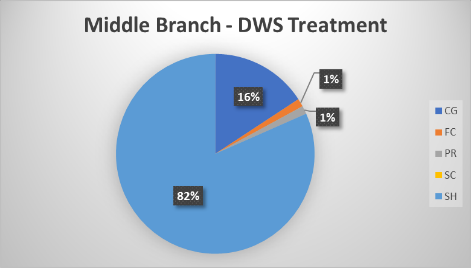 Middle Branch - DWS Treatment
16%
1%
1%
82%
CG
FC
PR
SC
SH